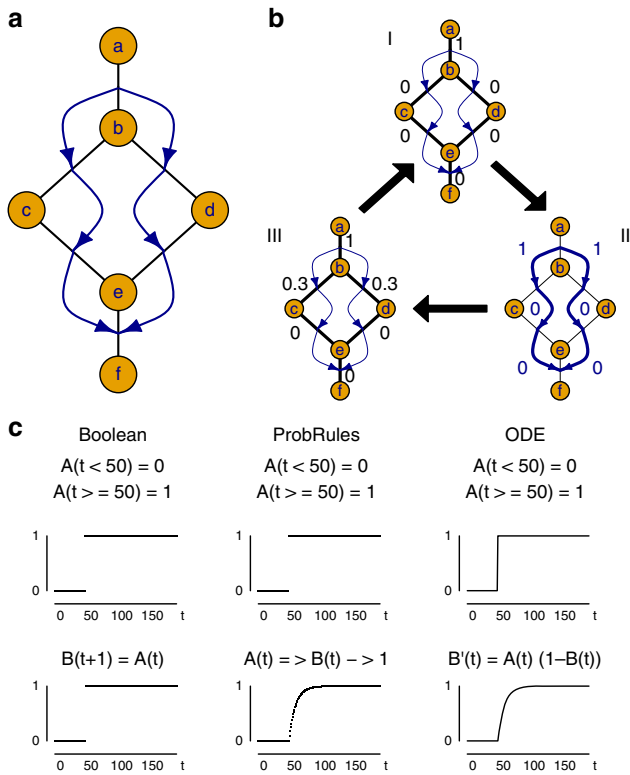 a
b
a
b
c
d
e
f
I
a
1
b
0
0
c
d
0
0
e
0
f
III
a
1
b
0.3
0.3
c
d
0
0
e
0
f
II
a
1
1
b
c
0
0
d
e
0
0
f
c
Boolean
ProbRules
ODE
A(t < 50) = 0
A(t < 50) = 0
A(t < 50) = 0
A(t > = 50) = 1
A(t > = 50) = 1
A(t > = 50) = 1
1
0
0 50 100 150 t
1
0
0 50 100 150 t
1
0
0 50 100 150 t
B(t+1) = A(t)
A(t) = > B(t) – > 1
B'(t) = A(t) (1–B(t))
1
0
0 50 100 150 t
1
0
0 50 100 150 t
1
0
0 50 100 150 t